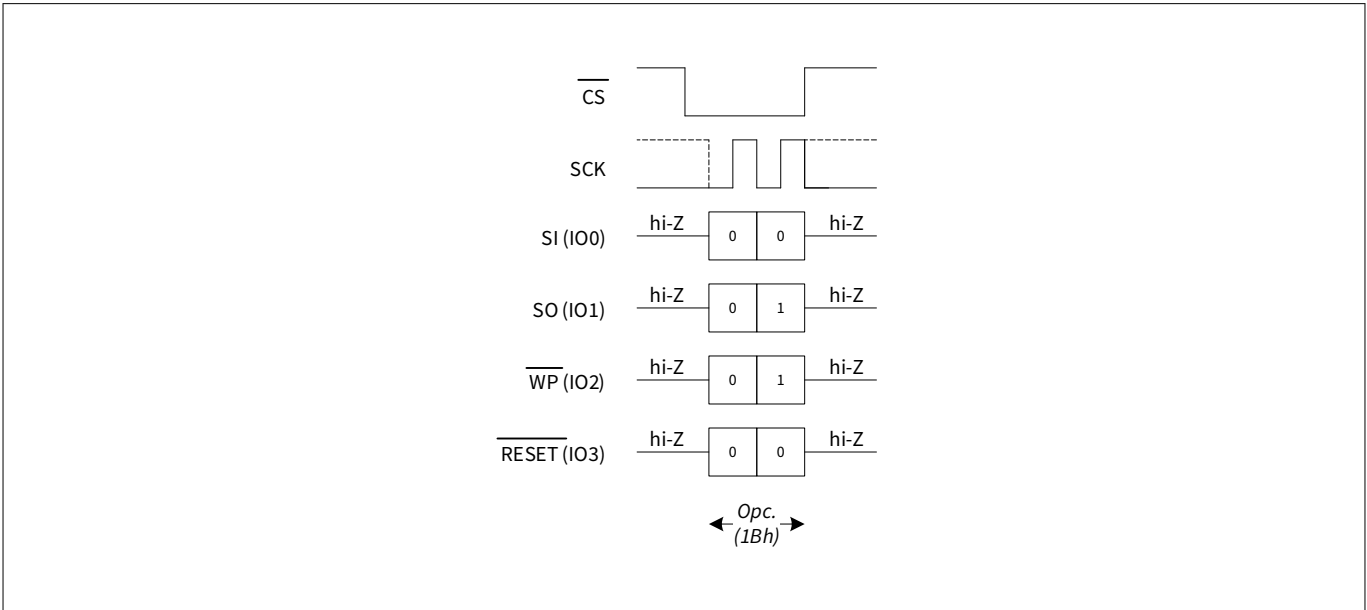 CS
SCK
SI (IO0) hi-Z 0 0 hi-Z
SO (IO1) hi-Z 0 1 hi-Z
WP (IO2) hi-Z 0 1 hi-Z
RESET (IO3) hi-Z 0 0 hi-Z
Opc.
(1Bh)